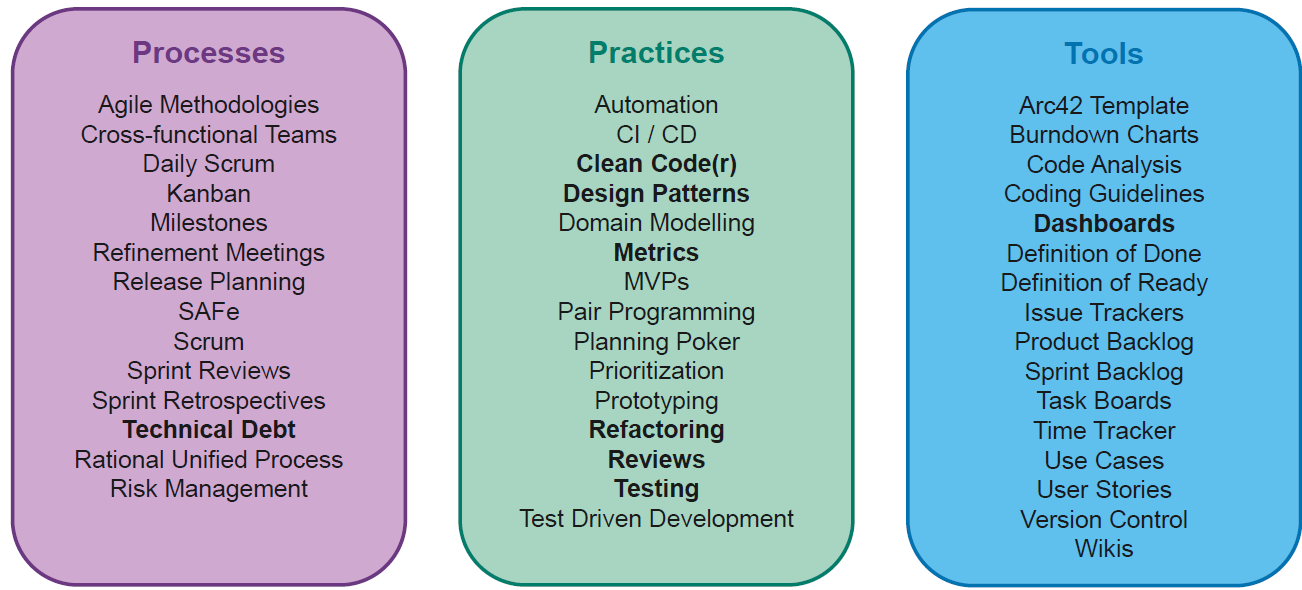 Processes
Agile Methodologies
Cross-functional Teams
Daily Scrum
Kanban
Milestones
Refinement Meetings
Release Planning
SAFe
Scrum
Sprint Reviews
Sprint Retrospectives
Technical Debt
Rational Unified Process
Risk Management
Practices
Automation
CI / CD
Clean Code(r)
Design Patterns
Domain Modelling
Metrics
MVPs
Pair Programming
Planning Poker
Prioritization
Prototyping
Refactoring
Reviews
Testing
Test Driven Development
Tools
Arc42 Template
Burndown Charts
Code Analysis
Coding Guidelines
Dashboards
Definition of Done
Definition of Ready
Issue Trackers
Product Backlog
Sprint Backlog
Task Boards
Time Tracker
Use Cases
User Stories
Version Control
Wikis